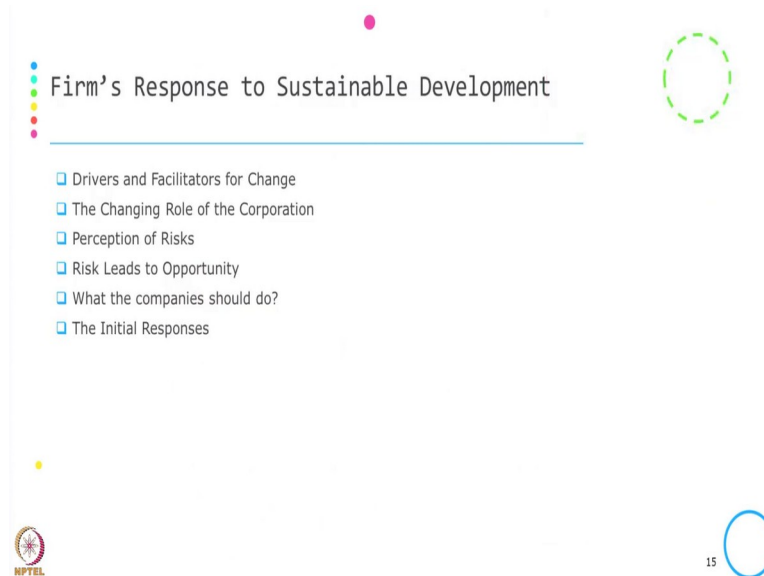 Firm's Response to Sustainable Development
Drivers and Facilitators for Change
The Changing Role of the Corporation
Perception of Risks
Risk Leads to Opportunity
What the companies should do?
The Initial Responses
NPTEL
15